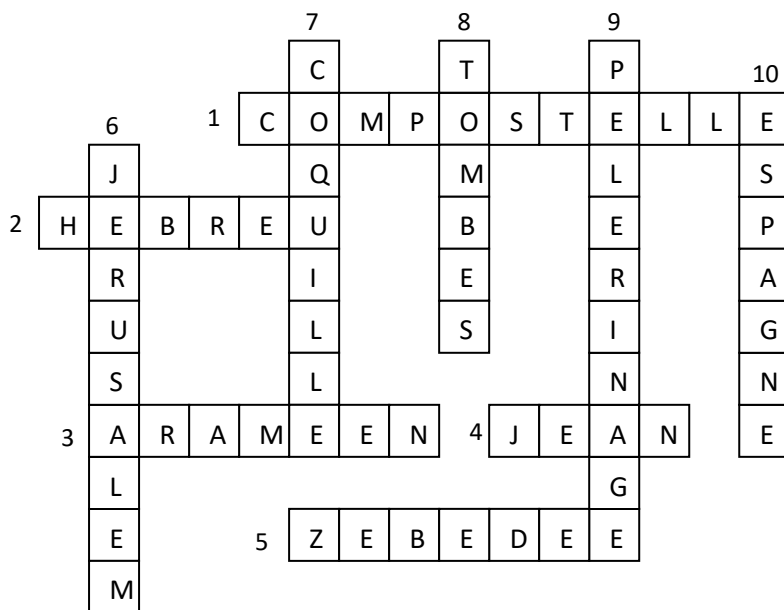 7 8 9
C T P 10
1 C O M P O S T E L L E
6
J Q M L S
2 H E B R E U B E P
R I E R A
U L S I G
S L N N
3 A R A M E E N 4 J E A N E
L G
E 5 Z E B E D E E
M